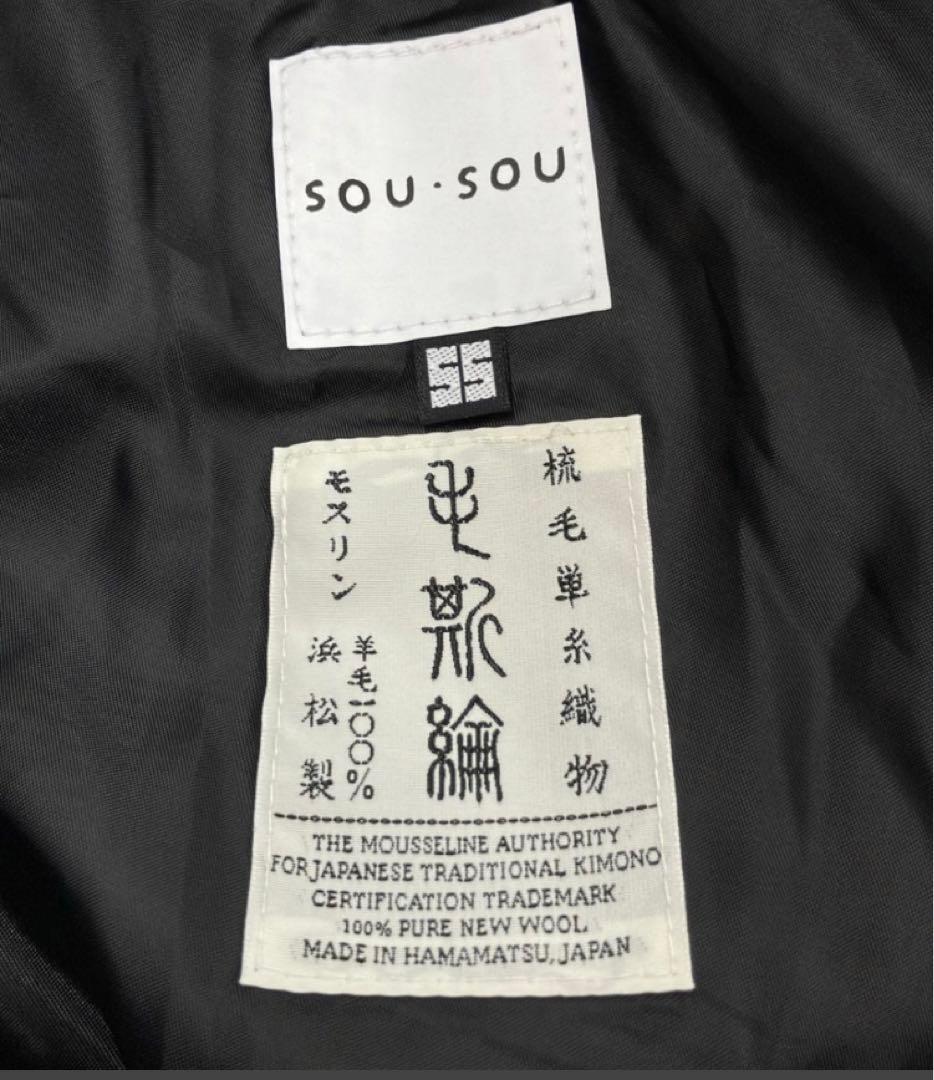 SOU・SOU
SS
梳毛単糸織物
毛斯綸
モスリン
羊毛一〇〇%
浜松製
THE MOUSSELINE AUTHORITY
FOR JAPANESE TRADITIONAL KIMONO
CERTIFICATION TRADEMARK
100% PURE NEW WOOL
MADE IN HAMAMATSU, JAPAN